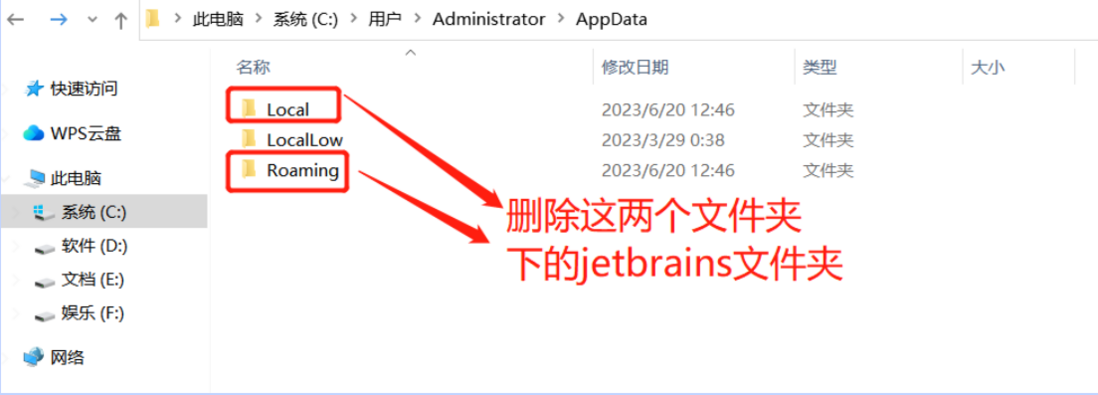 此电脑 > 系统 (C:) > 用户 > Administrator > AppData
名称 修改日期 类型 大小
快速访问
WPS云盘
此电脑
系统 (C:)
软件 (D:)
文档 (E:)
娱乐 (F:)
网络
Local 2023/6/20 12:46 文件夹
LocalLow 2023/3/29 0:38 文件夹
Roaming 2023/6/20 12:46 文件夹
删除这两个文件夹
下的jetbrains文件夹